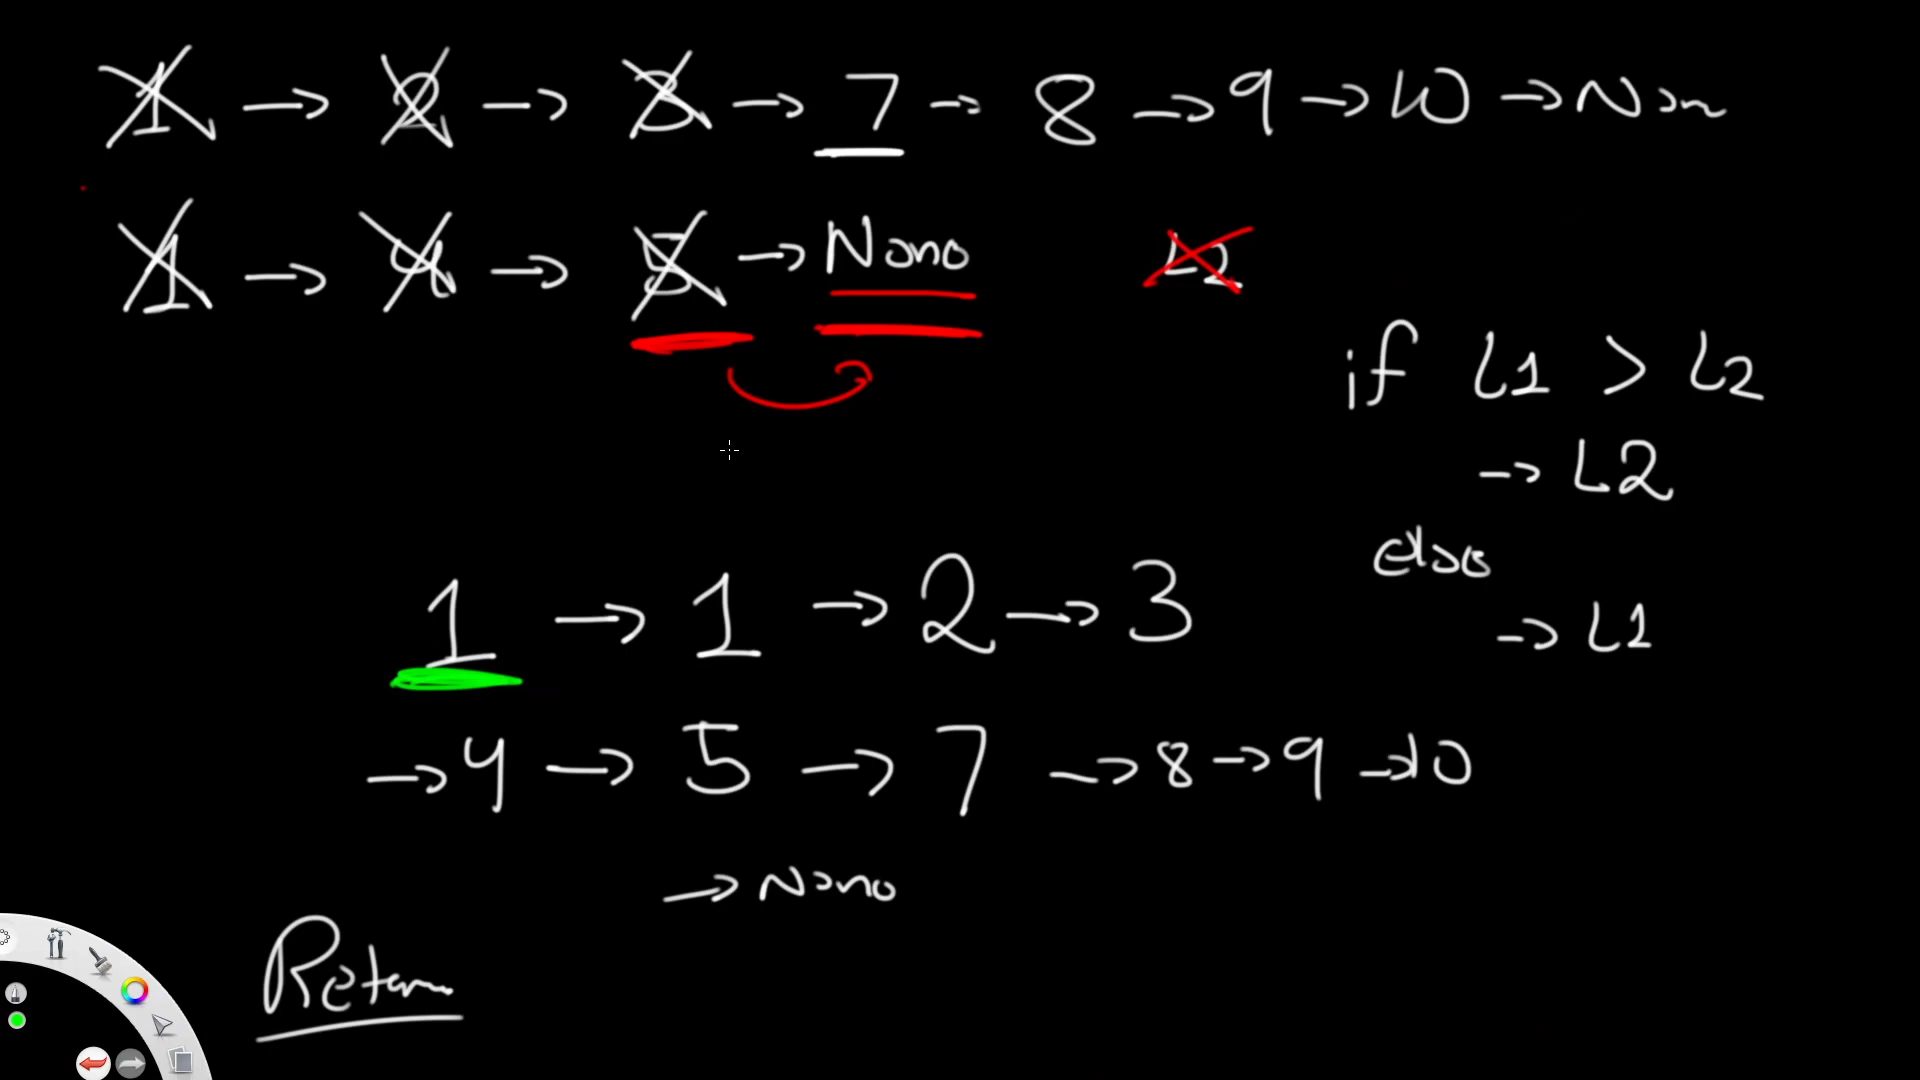 1 → 2 → 3 → 7 → 8 → 9 → 10 → Non
1 → 4 → 5 → None
L2
if L1 > L2
→ L2
else
→ L1
1 → 1 → 2 → 3
→ 4 → 5 → 7 → 8 → 9 → 10
→ None
Return